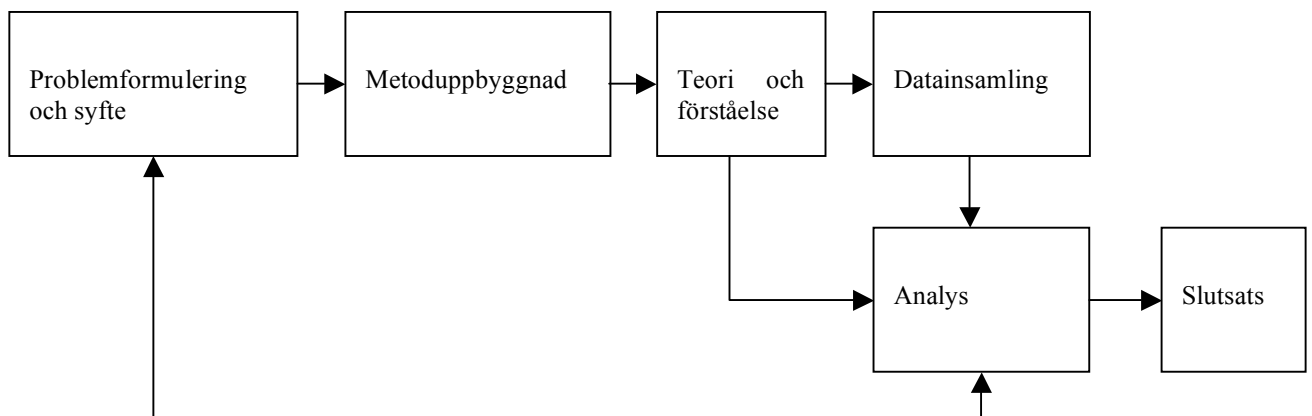 Problemformulering
och syfte
Metoduppbyggnad
Teori och
förståelse
Datainsamling
Analys
Slutsats